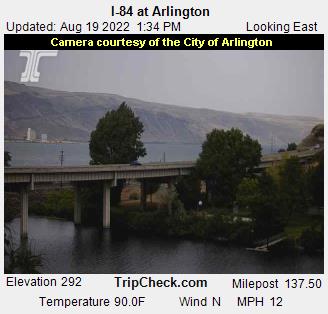 I-84 at Arlington
Updated: Aug 19 2022 1:34 PM Looking East
Camera courtesy of the City of Arlington
Elevation 292 TripCheck.com Milepost 137.50
Temperature 90.0F Wind N MPH 12